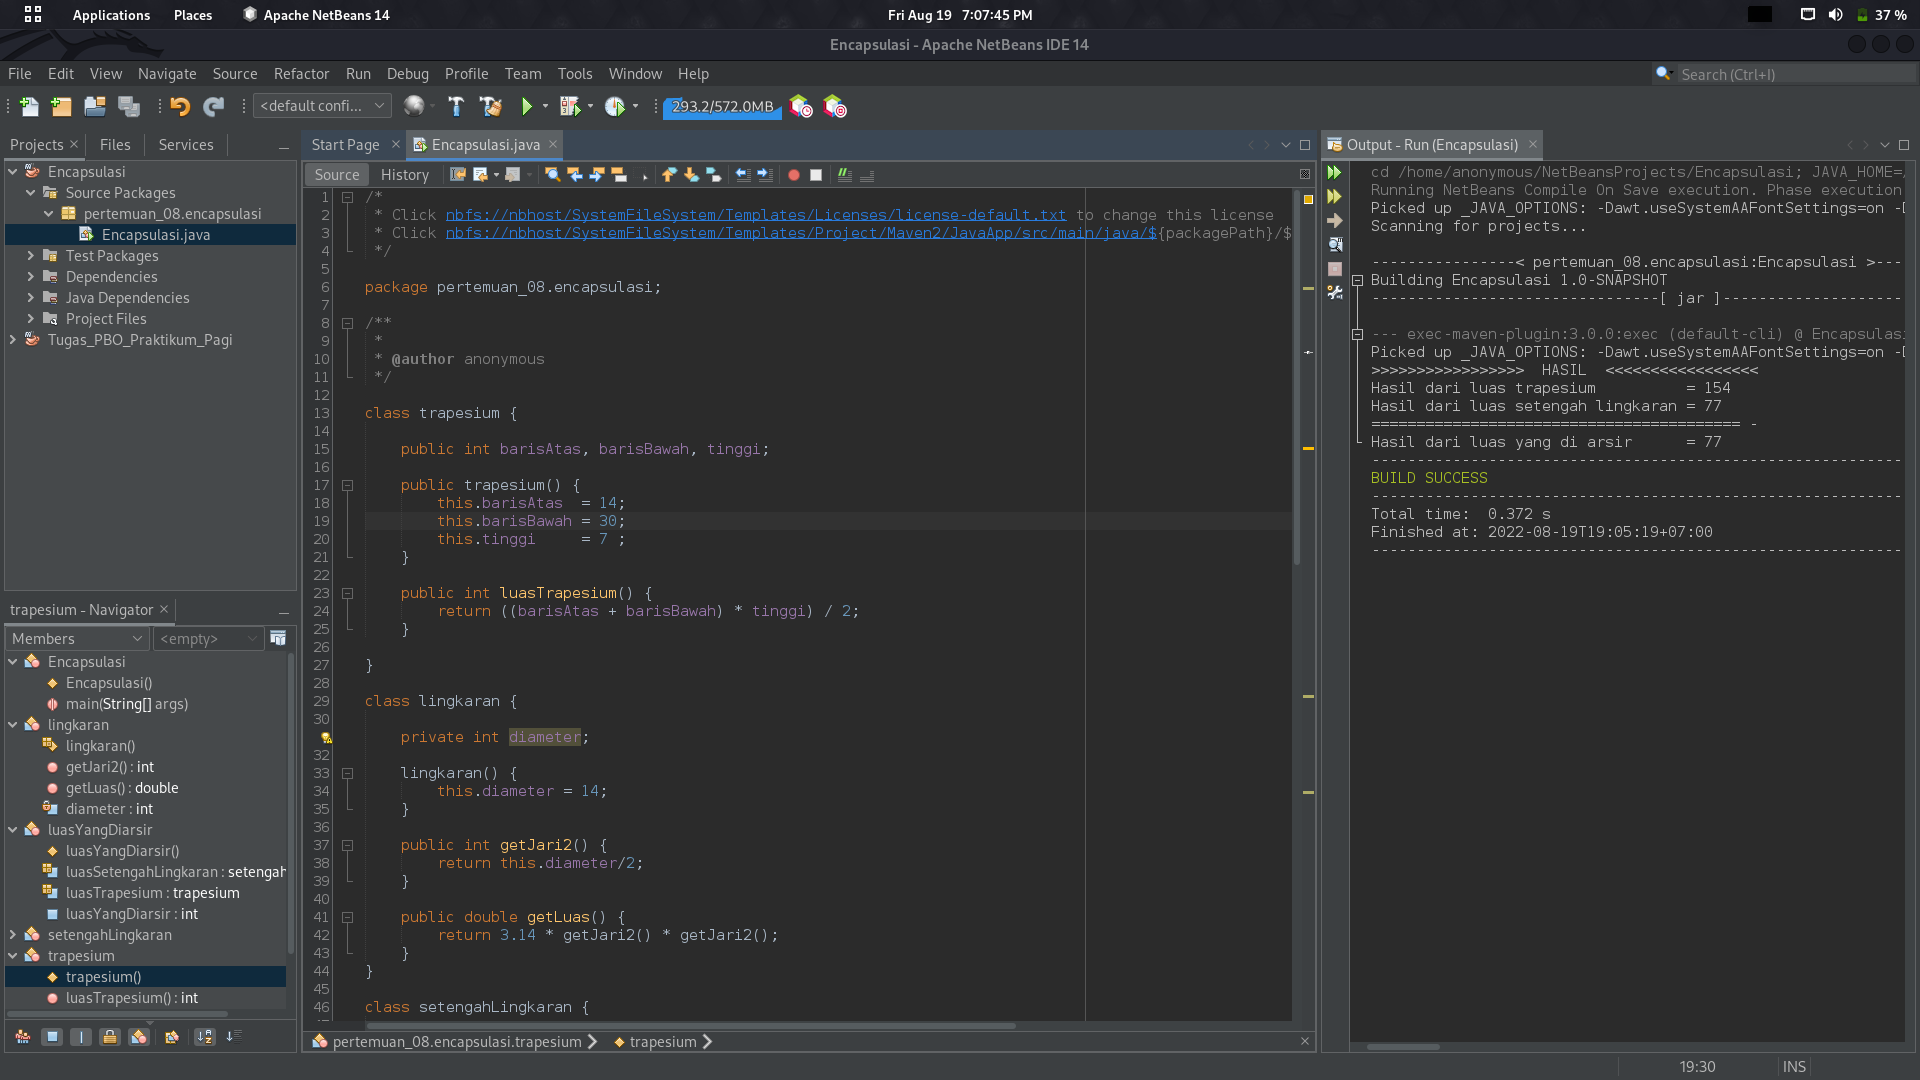 Applications Places Apache NetBeans 14 Fri Aug 19 7:07:45 PM 37 %
Encapsulasi - Apache NetBeans IDE 14
File Edit View Navigate Source Refactor Run Debug Profile Team Tools Window Help Search (Ctrl+I)
<default confi... 293.2/572.0MB
Projects Files Services
Encapsulasi
Source Packages
pertemuan_08.encapsulasi
Encapsulasi.java
Test Packages
Dependencies
Java Dependencies
Project Files
Tugas_PBO_Praktikum_Pagi
trapesium - Navigator
Members <empty>
Encapsulasi
Encapsulasi()
main(String[] args)
lingkaran
lingkaran()
getJari2() : int
getLuas() : double
diameter : int
luasYangDiarsir
luasYangDiarsir()
luasSetengahLingkaran : setengah
luasTrapesium : trapesium
luasYangDiarsir : int
setengahLingkaran
trapesium
trapesium()
luasTrapesium() : int
Start Page Encapsulasi.java
Source History
1 /*
2 * Click nbfs://nbhost/SystemFileSystem/Templates/Licenses/license-default.txt to change this license
3 * Click nbfs://nbhost/SystemFileSystem/Templates/Project/Maven2/JavaApp/src/main/java/${packagePath}/$
4 */
5
6 package pertemuan_08.encapsulasi;
7
8 /**
9 *
10 * @author anonymous
11 */
12
13 class trapesium {
14
15 public int barisAtas, barisBawah, tinggi;
16
17 public trapesium() {
18 this.barisAtas = 14;
19 this.barisBawah = 30;
20 this.tinggi = 7 ;
21 }
22
23 public int luasTrapesium() {
24 return ((barisAtas + barisBawah) * tinggi) / 2;
25 }
26
27 }
28
29 class lingkaran {
30
private int diameter;
32
33 lingkaran() {
34 this.diameter = 14;
35 }
36
37 public int getJari2() {
38 return this.diameter/2;
39 }
40
41 public double getLuas() {
42 return 3.14 * getJari2() * getJari2();
43 }
44 }
45
46 class setengahLingkaran {
pertemuan_08.encapsulasi.trapesium trapesium
Output - Run (Encapsulasi)
cd /home/anonymous/NetBeansProjects/Encapsulasi; JAVA_HOME=/
Running NetBeans Compile On Save execution. Phase execution
Picked up _JAVA_OPTIONS: -Dawt.useSystemAAFontSettings=on -D
Scanning for projects...
----------------< pertemuan_08.encapsulasi:Encapsulasi >---
Building Encapsulasi 1.0-SNAPSHOT
--------------------------------[ jar ]--------------------
--- exec-maven-plugin:3.0.0:exec (default-cli) @ Encapsulasi
Picked up _JAVA_OPTIONS: -Dawt.useSystemAAFontSettings=on -D
>>>>>>>>>>>>>>>>> HASIL <<<<<<<<<<<<<<<<<
Hasil dari luas trapesium = 154
Hasil dari luas setengah lingkaran = 77
========================================= -
Hasil dari luas yang di arsir = 77
-----------------------------------------------------------
BUILD SUCCESS
-----------------------------------------------------------
Total time: 0.372 s
Finished at: 2022-08-19T19:05:19+07:00
-----------------------------------------------------------
19:30 INS